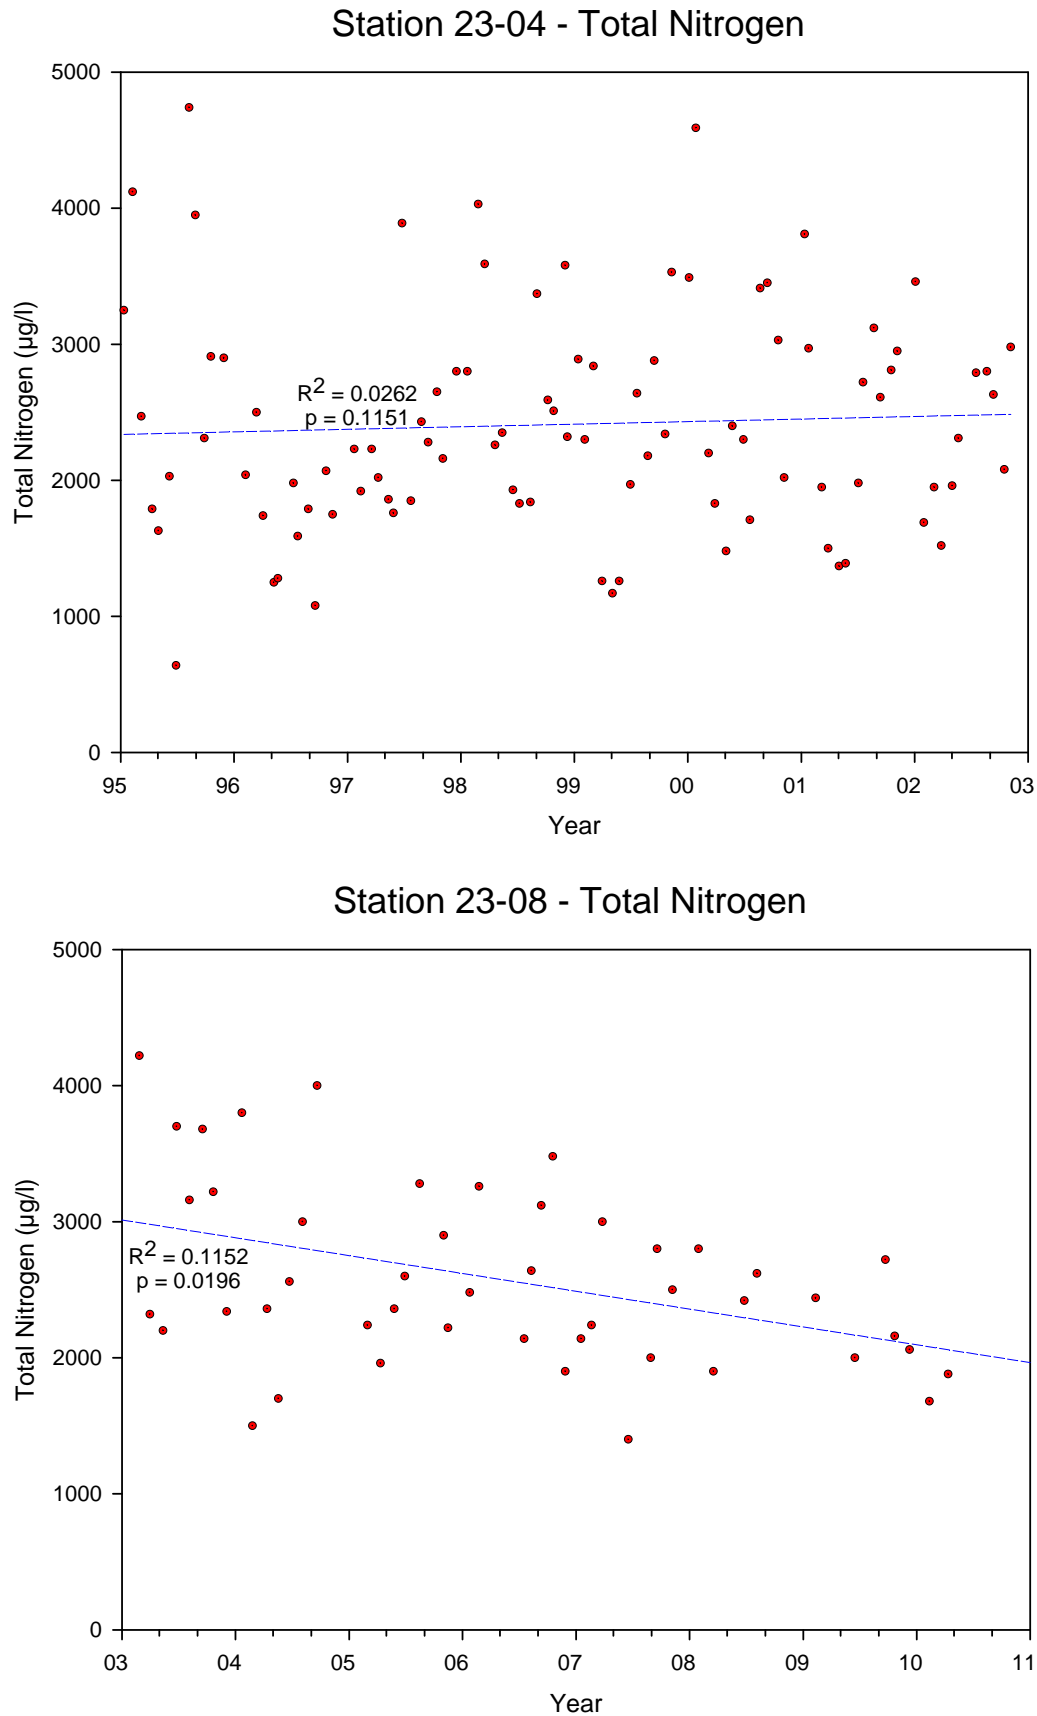 Station 23-04 - Total Nitrogen
5000
4000
3000
2000
1000
0
Total Nitrogen (µg/l)
R2 = 0.0262
p = 0.1151
95 96 97 98 99 00 01 02 03
Year
Station 23-08 - Total Nitrogen
5000
4000
3000
2000
1000
0
Total Nitrogen (µg/l)
R2 = 0.1152
p = 0.0196
03 04 05 06 07 08 09 10 11
Year